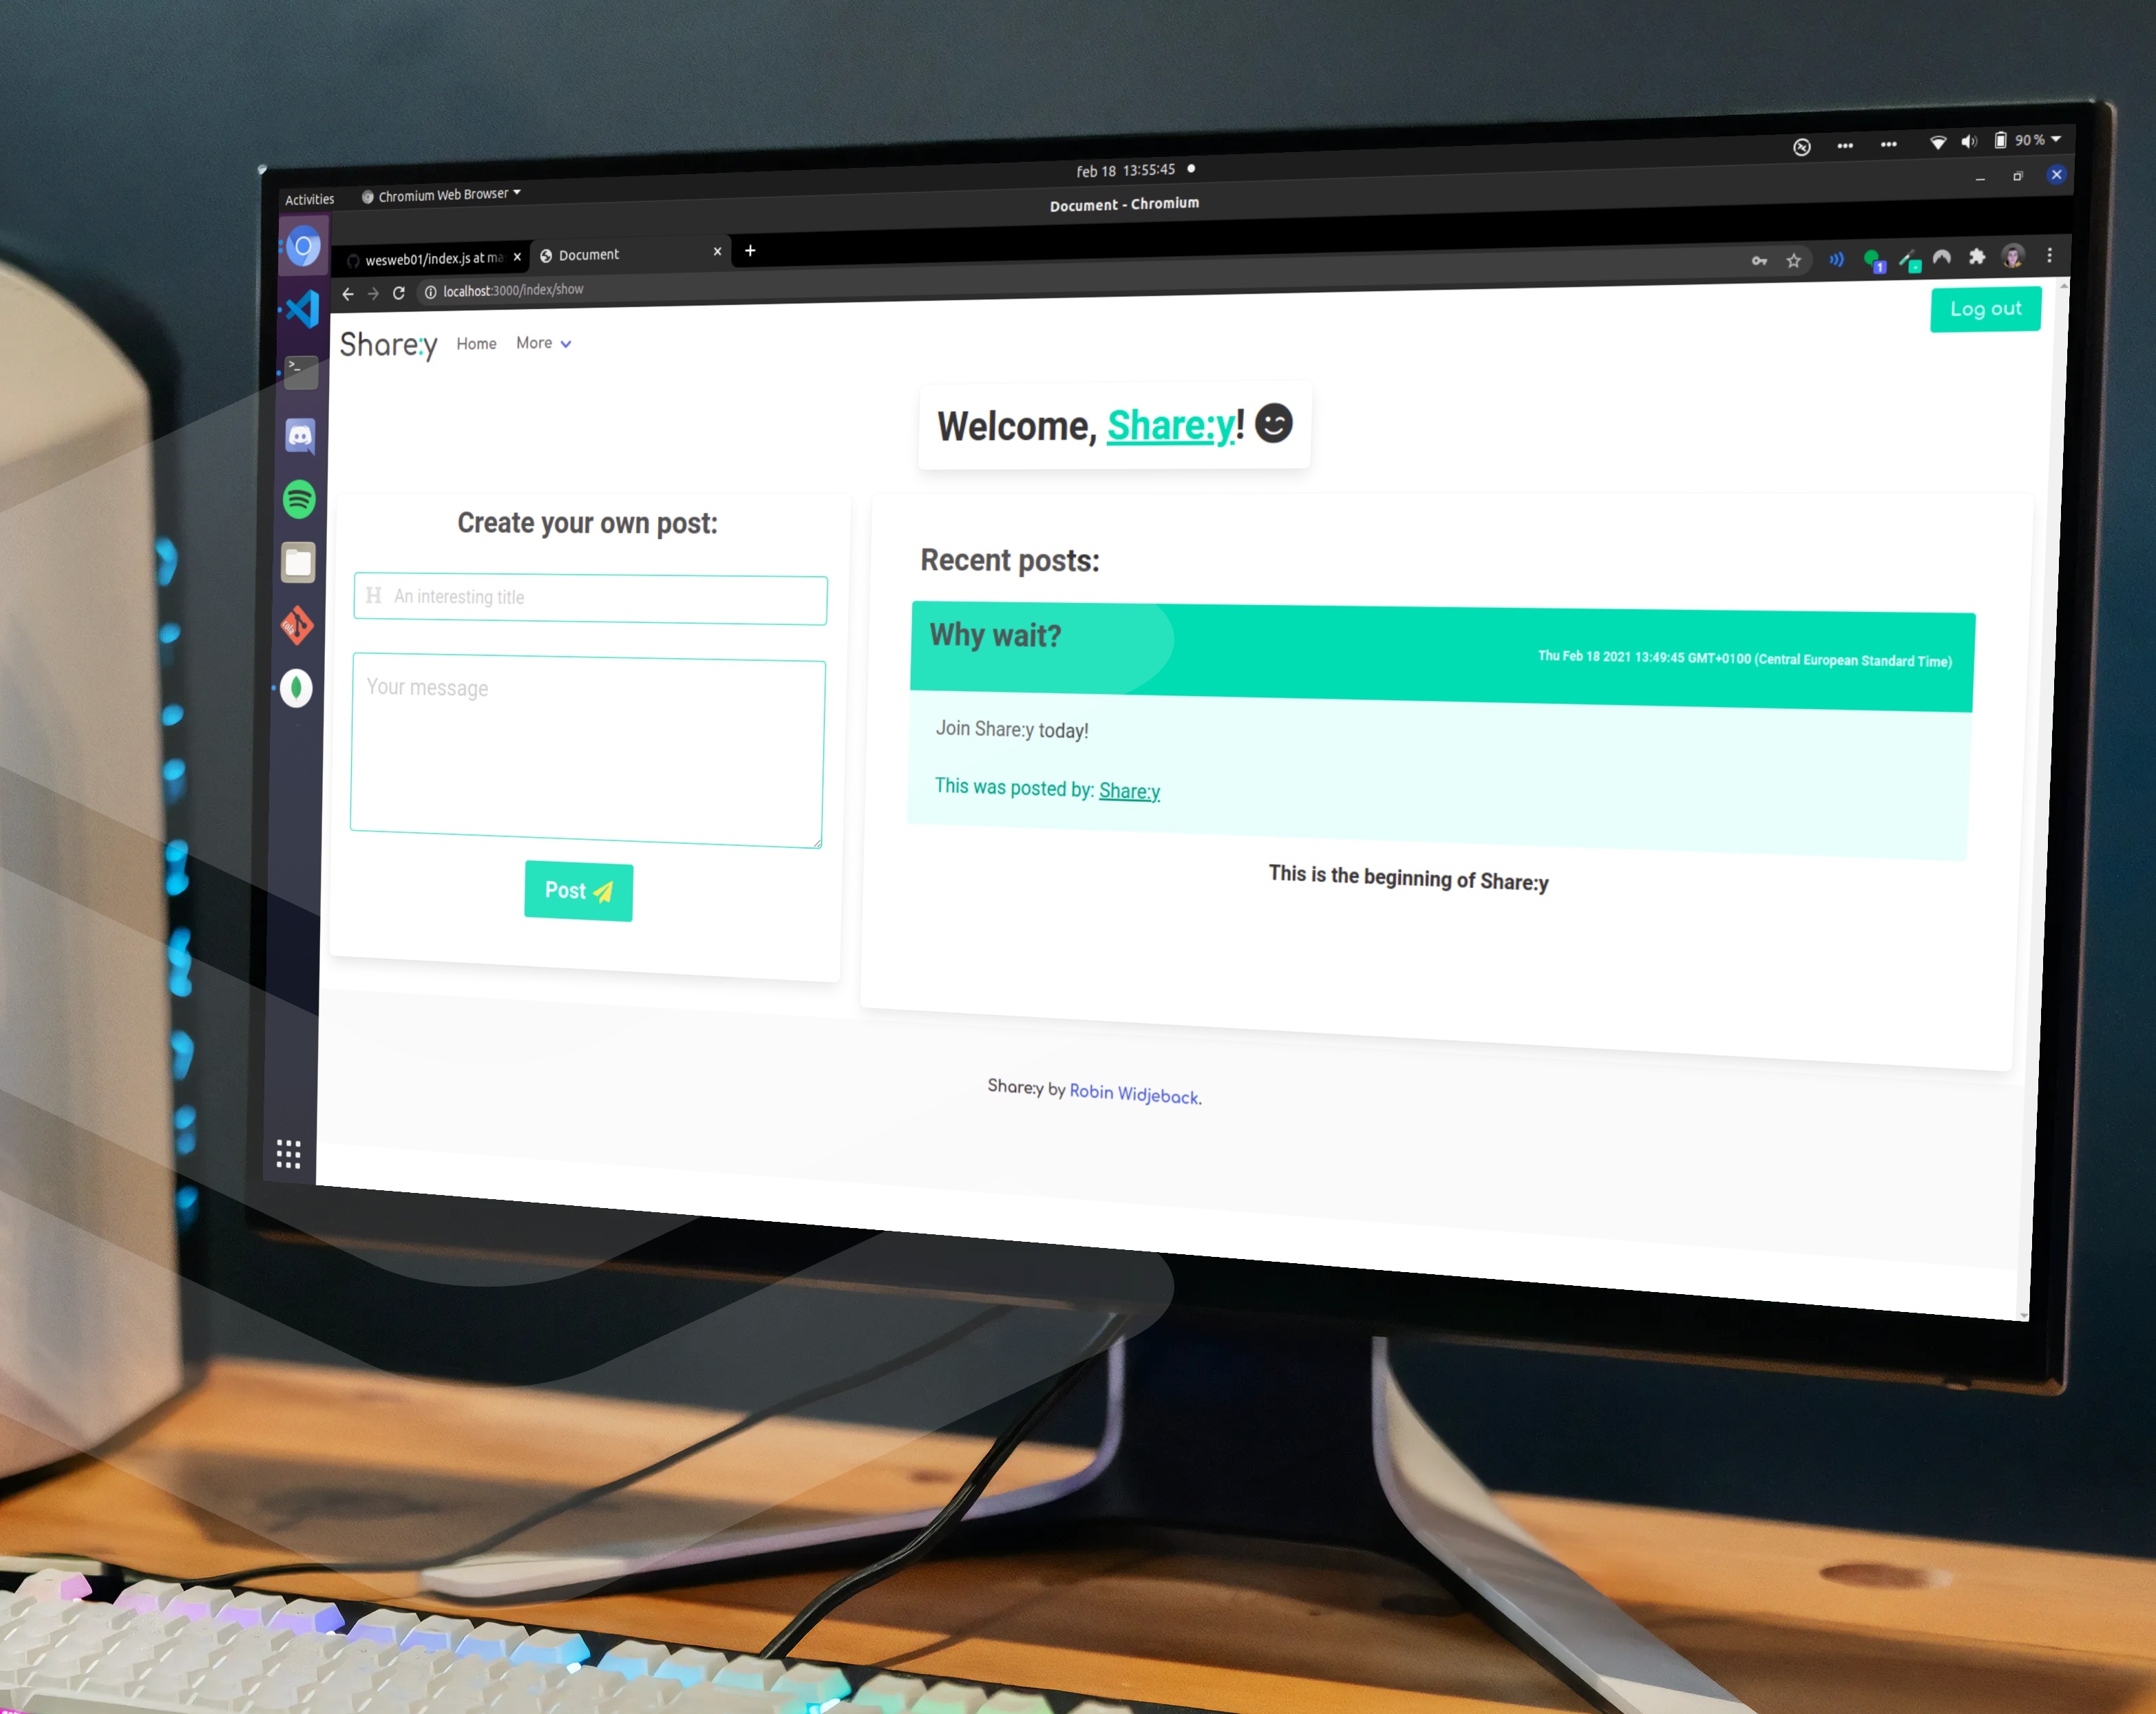 feb 18 13:55:45
90 %
Activities
Chromium Web Browser
Document - Chromium
wesweb01/index.js at ma
Document
localhost:3000/index/show
1
Share:y
Home
More
Log out
Welcome, Share:y!
Create your own post:
H An interesting title
Your message
Post
Recent posts:
Why wait?
Thu Feb 18 2021 13:49:45 GMT+0100 (Central European Standard Time)
Join Share:y today!
This was posted by: Share:y
This is the beginning of Share:y
Share:y by Robin Widjeback.
cola